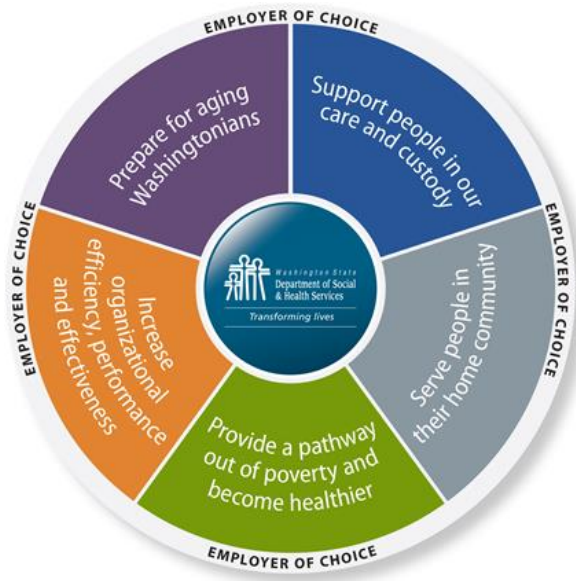 EMPLOYER OF CHOICE
Prepare for aging
Washingtonians
Support people in our
care and custody
EMPLOYER OF CHOICE
EMPLOYER OF CHOICE
Washington State
Department of Social
& Health Services
Transforming lives
Increase
organizational
efficiency, performance
and effectiveness
Serve people in
their home community
Provide a pathway
out of poverty and
become healthier
EMPLOYER OF CHOICE